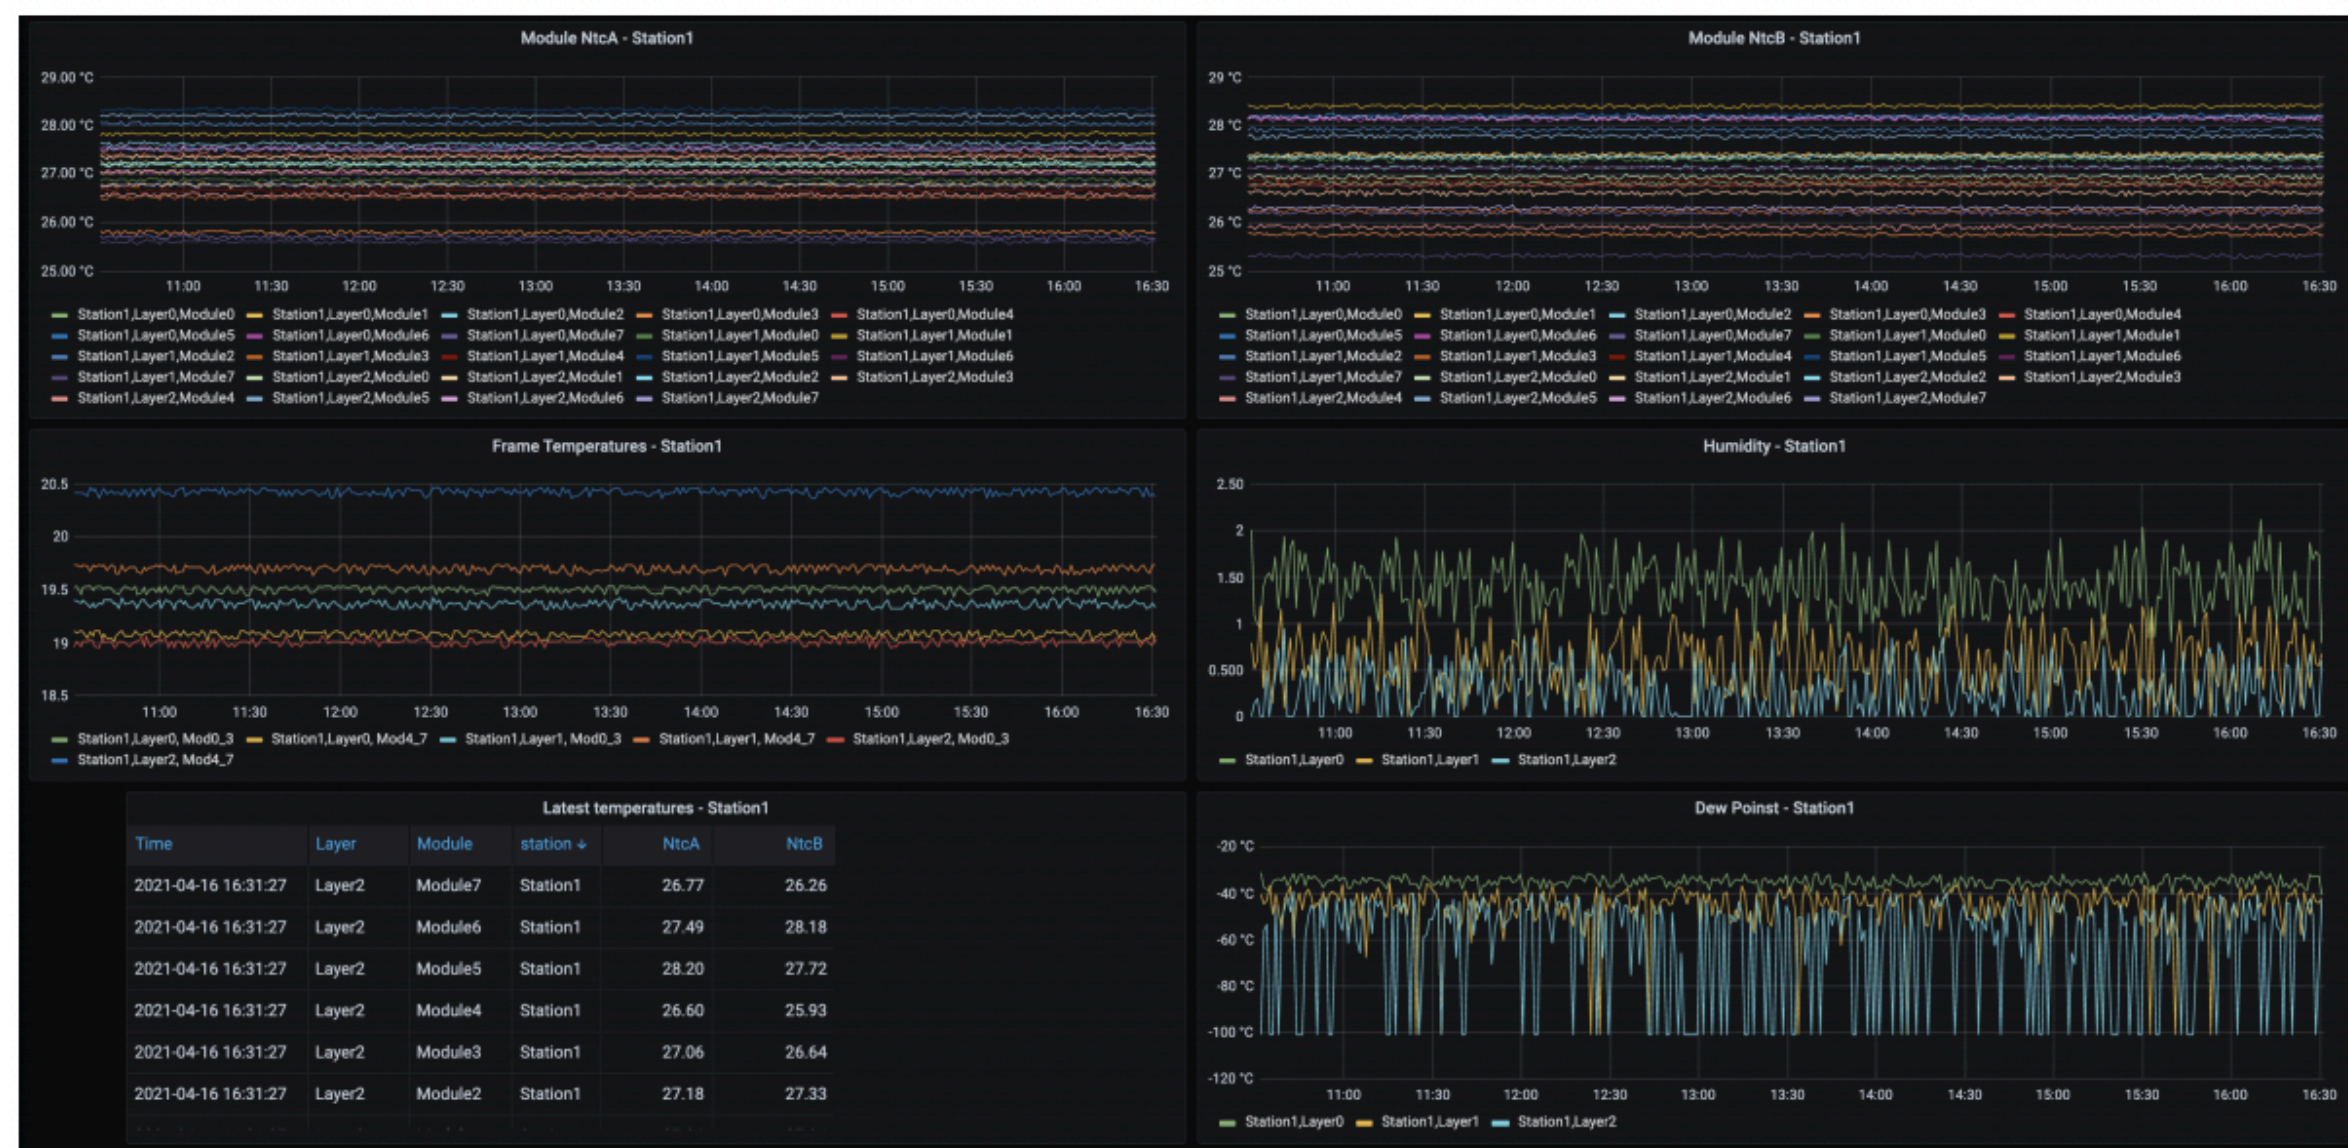 Module NtcA - Station1
29.00 °C
28.00 °C
27.00 °C
26.00 °C
25.00 °C
11:00 11:30 12:00 12:30 13:00 13:30 14:00 14:30 15:00 15:30 16:00 16:30
Station1,Layer0,Module0 Station1,Layer0,Module1 Station1,Layer0,Module2 Station1,Layer0,Module3 Station1,Layer0,Module4
Station1,Layer0,Module5 Station1,Layer0,Module6 Station1,Layer0,Module7 Station1,Layer1,Module0 Station1,Layer1,Module1
Station1,Layer1,Module2 Station1,Layer1,Module3 Station1,Layer1,Module4 Station1,Layer1,Module5 Station1,Layer1,Module6
Station1,Layer1,Module7 Station1,Layer2,Module0 Station1,Layer2,Module1 Station1,Layer2,Module2 Station1,Layer2,Module3
Station1,Layer2,Module4 Station1,Layer2,Module5 Station1,Layer2,Module6 Station1,Layer2,Module7
Module NtcB - Station1
29 °C
28 °C
27 °C
26 °C
25 °C
11:00 11:30 12:00 12:30 13:00 13:30 14:00 14:30 15:00 15:30 16:00 16:30
Station1,Layer0,Module0 Station1,Layer0,Module1 Station1,Layer0,Module2 Station1,Layer0,Module3 Station1,Layer0,Module4
Station1,Layer0,Module5 Station1,Layer0,Module6 Station1,Layer0,Module7 Station1,Layer1,Module0 Station1,Layer1,Module1
Station1,Layer1,Module2 Station1,Layer1,Module3 Station1,Layer1,Module4 Station1,Layer1,Module5 Station1,Layer1,Module6
Station1,Layer1,Module7 Station1,Layer2,Module0 Station1,Layer2,Module1 Station1,Layer2,Module2 Station1,Layer2,Module3
Station1,Layer2,Module4 Station1,Layer2,Module5 Station1,Layer2,Module6 Station1,Layer2,Module7
Frame Temperatures - Station1
20.5
20
19.5
19
18.5
11:00 11:30 12:00 12:30 13:00 13:30 14:00 14:30 15:00 15:30 16:00 16:30
Station1,Layer0, Mod0_3 Station1,Layer0, Mod4_7 Station1,Layer1, Mod0_3 Station1,Layer1, Mod4_7 Station1,Layer2, Mod0_3
Station1,Layer2, Mod4_7
Humidity - Station1
2.50
2
1.50
1
0.500
0
11:00 11:30 12:00 12:30 13:00 13:30 14:00 14:30 15:00 15:30 16:00 16:30
Station1,Layer0 Station1,Layer1 Station1,Layer2
Latest temperatures - Station1
Time Layer Module station ↓ NtcA NtcB
2021-04-16 16:31:27 Layer2 Module7 Station1 26.77 26.26
2021-04-16 16:31:27 Layer2 Module6 Station1 27.49 28.18
2021-04-16 16:31:27 Layer2 Module5 Station1 28.20 27.72
2021-04-16 16:31:27 Layer2 Module4 Station1 26.60 25.93
2021-04-16 16:31:27 Layer2 Module3 Station1 27.06 26.64
2021-04-16 16:31:27 Layer2 Module2 Station1 27.18 27.33
Dew Poinst - Station1
-20 °C
-40 °C
-60 °C
-80 °C
-100 °C
-120 °C
11:00 11:30 12:00 12:30 13:00 13:30 14:00 14:30 15:00 15:30 16:00 16:30
Station1,Layer0 Station1,Layer1 Station1,Layer2